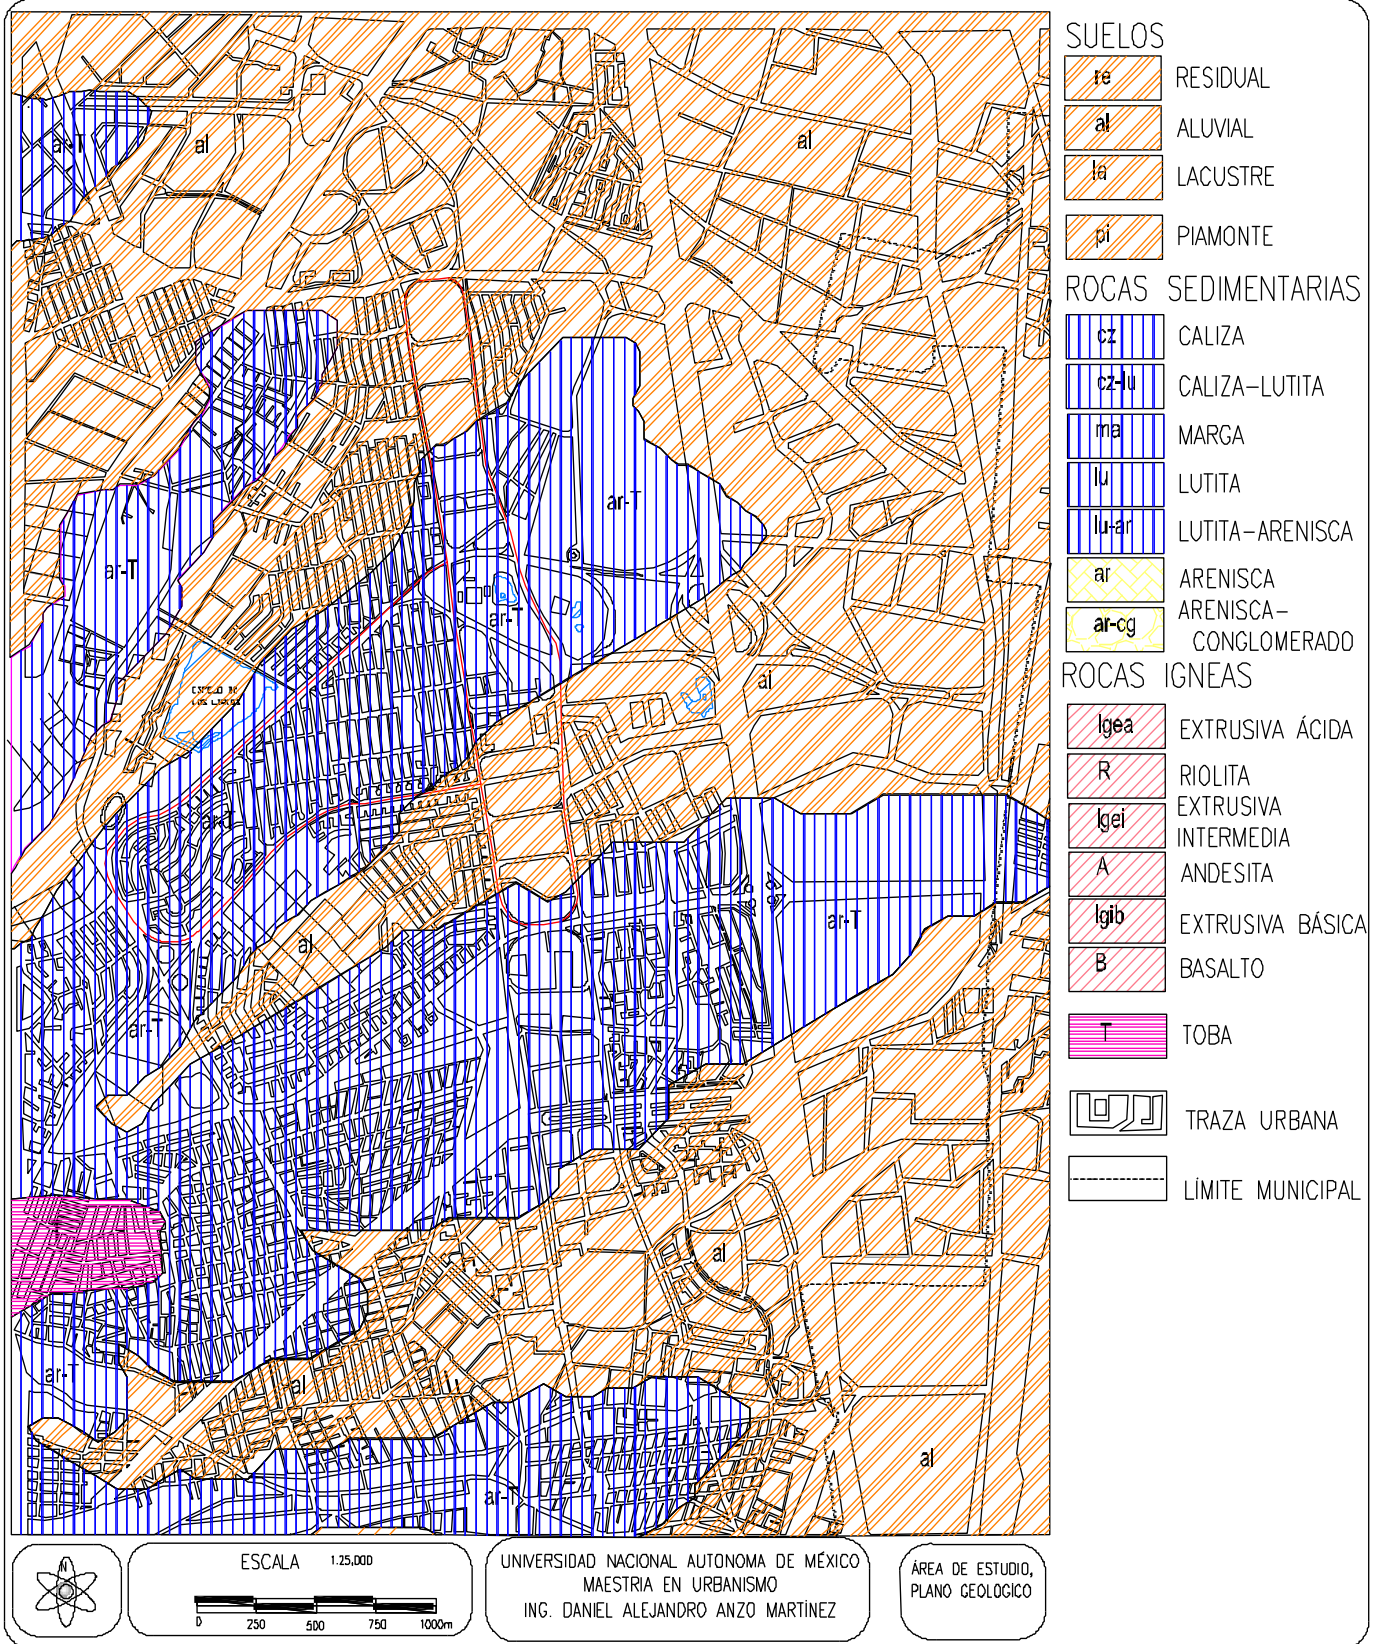 SUELOS
re RESIDUAL
al ALUVIAL
la LACUSTRE
pi PIAMONTE
ROCAS SEDIMENTARIAS
cz CALIZA
cz-lu CALIZA-LUTITA
ma MARGA
lu LUTITA
lu-ar LUTITA-ARENISCA
ar ARENISCA
ar-cg ARENISCA-
CONGLOMERADO
ROCAS IGNEAS
Igea EXTRUSIVA ÁCIDA
R RIOLITA
Igei EXTRUSIVA
INTERMEDIA
A ANDESITA
Igib EXTRUSIVA BÁSICA
B BASALTO
T TOBA
TRAZA URBANA
LÍMITE MUNICIPAL
ar-T
al
al
ar-T
ar-T
ar-T
al
ar-T
ar-T
al
ar-T
T
al
ar-T
al
al
ar-T
N
ESCALA 1:25,000
0 250 500 750 1000m
UNIVERSIDAD NACIONAL AUTONOMA DE MÉXICO
MAESTRIA EN URBANISMO
ING. DANIEL ALEJANDRO ANZO MARTÍNEZ
ÁREA DE ESTUDIO,
PLANO GEOLOGICO